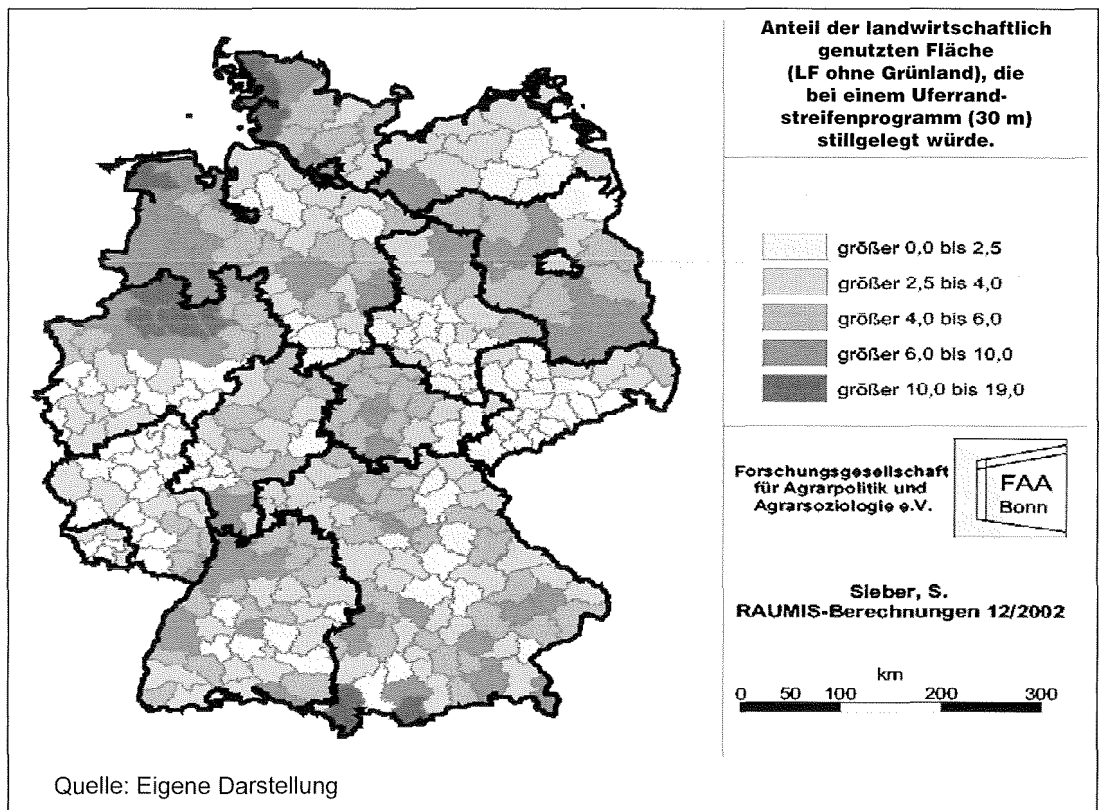 Anteil der landwirtschaftlich
genutzten Fläche
(LF ohne Grünland), die
bei einem Uferrand-
streifenprogramm (30 m)
stillgelegt würde.
größer 0,0 bis 2,5
größer 2,5 bis 4,0
größer 4,0 bis 6,0
größer 6,0 bis 10,0
größer 10,0 bis 19,0
Forschungsgesellschaft
für Agrarpolitik und
Agrarsoziologie e.V.
FAA
Bonn
Sieber, S.
RAUMIS-Berechnungen 12/2002
km
0 50 100 200 300
Quelle: Eigene Darstellung